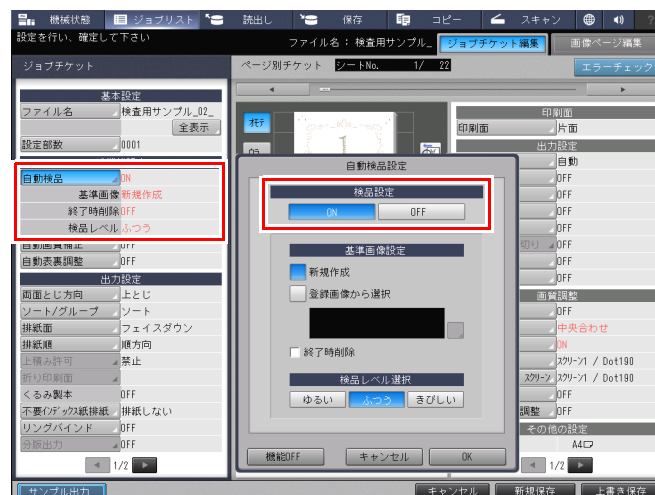 機械状態 ジョブリスト 読出し 保存 コピー スキャン
設定を行い、確定して下さい
ファイル名： 検査用サンプル_ ジョブチケット編集 画像ページ編集
ジョブチケット
ページ別チケット シートNo. 1/ 22 エラーチェック
基本設定
ファイル名 検査用サンプル_02_
全表示
設定部数 0001
自動検品 ON
基準画像 新規作成
終了時削除 OFF
検品レベル ふつう
自動画質補正 OFF
自動表裏調整 OFF
出力設定
両面とじ方向 上とじ
ソート/グループ ソート
排紙面 フェイスダウン
排紙順 順方向
上積み許可 禁止
折り印刷面
くるみ製本 OFF
不要ｲﾝﾃﾞｯｸｽ紙排紙 排紙しない
リングバインド OFF
分版出力 OFF
1/2
サンプル出力
オモテ
ウラ
1
自動検品設定
検品設定
ON OFF
基準画像設定
新規作成
登録画像から選択
終了時削除
検品レベル選択
ゆるい ふつう きびしい
機能OFF キャンセル OK
印刷面
印刷面 片面
出力設定
自動
OFF
OFF
OFF
切り OFF
OFF
OFF
画質調整
OFF
中央合わせ
ON
ｽｸﾘｰﾝ1 / Dot190
ｽｸﾘｰﾝ ｽｸﾘｰﾝ1 / Dot190
調整 OFF
その他の設定
A4
1/2
キャンセル 新規保存 上書き保存